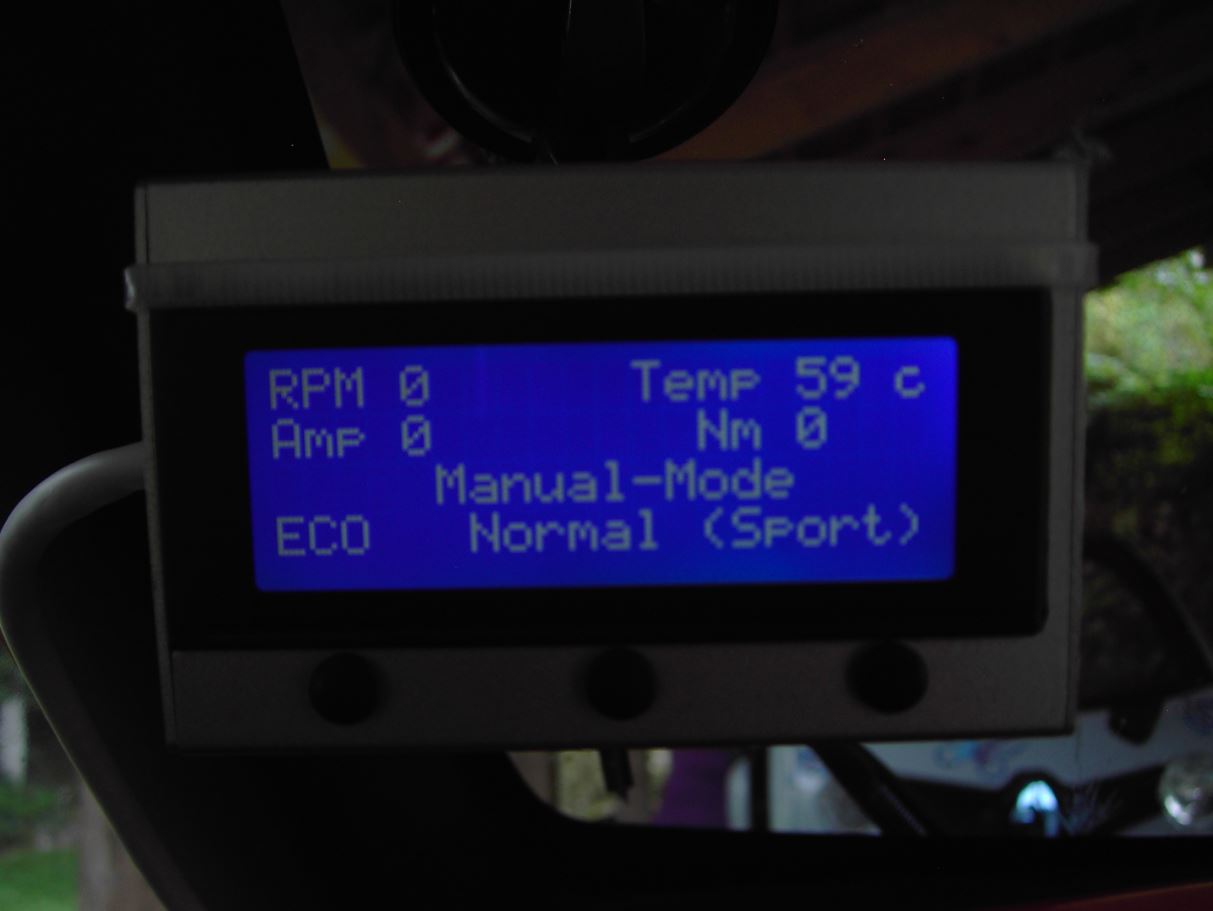 RPM 0 Temp 59 c
Amp 0 Nm 0
Manual-Mode
ECO Normal (Sport)